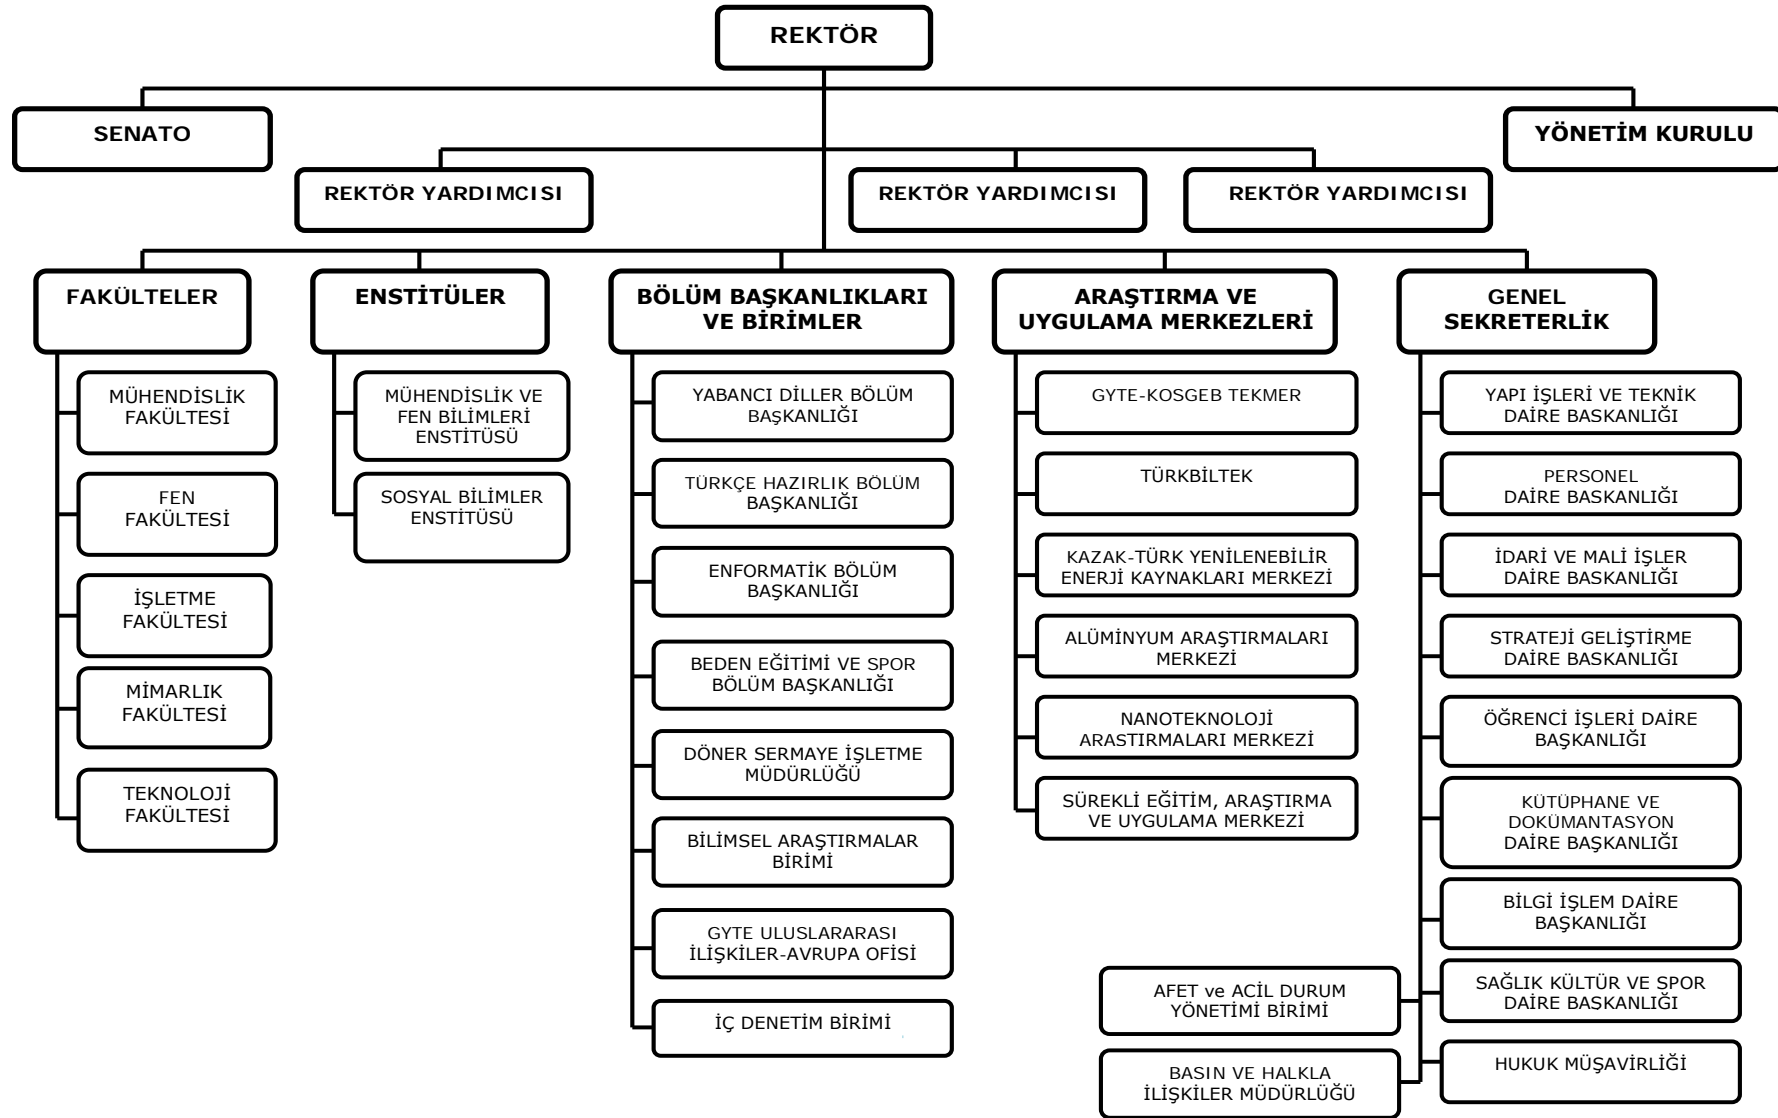 REKTÖR
SENATO
YÖNETİM KURULU
REKTÖR YARDIMCISI
REKTÖR YARDIMCISI
REKTÖR YARDIMCISI
FAKÜLTELER
MÜHENDİSLİK
FAKÜLTESİ
FEN
FAKÜLTESİ
İŞLETME
FAKÜLTESİ
MİMARLIK
FAKÜLTESİ
TEKNOLOJİ
FAKÜLTESİ
ENSTİTÜLER
MÜHENDİSLİK VE
FEN BİLİMLERİ
ENSTİTÜSÜ
SOSYAL BİLİMLER
ENSTİTÜSÜ
BÖLÜM BAŞKANLIKLARI
VE BİRİMLER
YABANCI DİLLER BÖLÜM
BAŞKANLIĞI
TÜRKÇE HAZIRLIK BÖLÜM
BAŞKANLIĞI
ENFORMATİK BÖLÜM
BAŞKANLIĞI
BEDEN EĞİTİMİ VE SPOR
BÖLÜM BAŞKANLIĞI
DÖNER SERMAYE İŞLETME
MÜDÜRLÜĞÜ
BİLİMSEL ARAŞTIRMALAR
BİRİMİ
GYTE ULUSLARARASI
İLİŞKİLER-AVRUPA OFİSİ
İÇ DENETİM BİRİMİ
ARAŞTIRMA VE
UYGULAMA MERKEZLERİ
GYTE-KOSGEB TEKMER
TÜRKBİLTEK
KAZAK-TÜRK YENİLENEBİLİR
ENERJİ KAYNAKLARI MERKEZİ
ALÜMİNYUM ARAŞTIRMALARI
MERKEZİ
NANOTEKNOLOJİ
ARASTIRMALARI MERKEZİ
SÜREKLİ EĞİTİM, ARAŞTIRMA
VE UYGULAMA MERKEZİ
GENEL
SEKRETERLİK
YAPI İŞLERİ VE TEKNİK
DAİRE BASKANLIĞI
PERSONEL
DAİRE BASKANLIĞI
İDARİ VE MALİ İŞLER
DAİRE BASKANLIĞI
STRATEJİ GELİŞTİRME
DAİRE BASKANLIĞI
ÖĞRENCİ İŞLERİ DAİRE
BAŞKANLIĞI
KÜTÜPHANE VE
DOKÜMANTASYON
DAİRE BAŞKANLIĞI
BİLGİ İŞLEM DAİRE
BAŞKANLIĞI
SAĞLIK KÜLTÜR VE SPOR
DAİRE BASKANLIĞI
HUKUK MÜŞAVİRLİĞİ
AFET ve ACİL DURUM
YÖNETİMİ BİRİMİ
BASIN VE HALKLA
İLİŞKİLER MÜDÜRLÜĞÜ